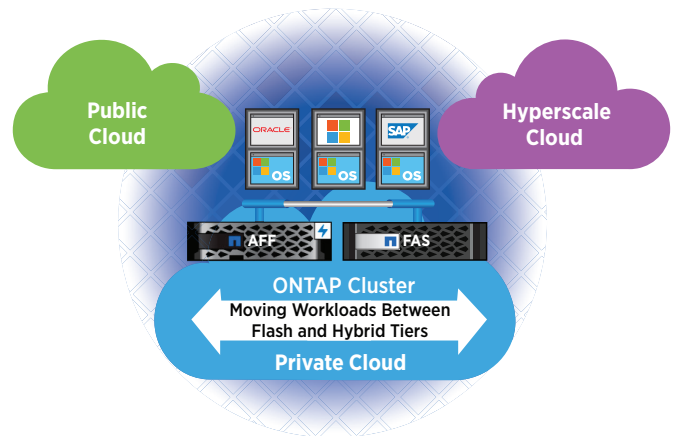 Public
Cloud
Hyperscale
Cloud
ORACLE
SAP
OS
OS
OS
AFF
FAS
ONTAP Cluster
Moving Workloads Between
Flash and Hybrid Tiers
Private Cloud